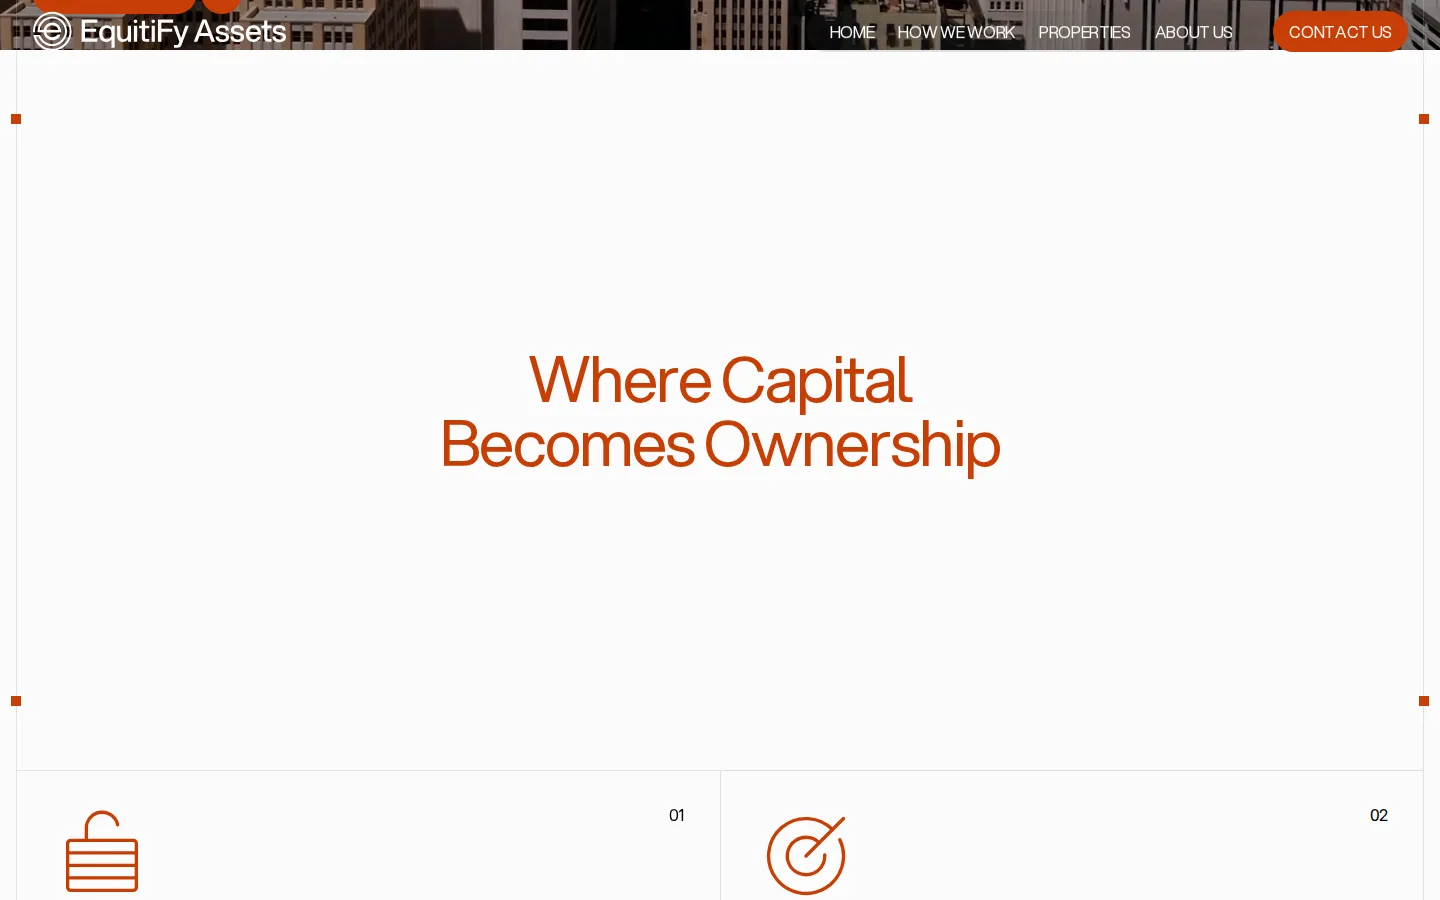 EquitiFy Assets
HOME
HOW WE WORK
PROPERTIES
ABOUT US
CONTACT US
Where Capital
Becomes Ownership
01
02